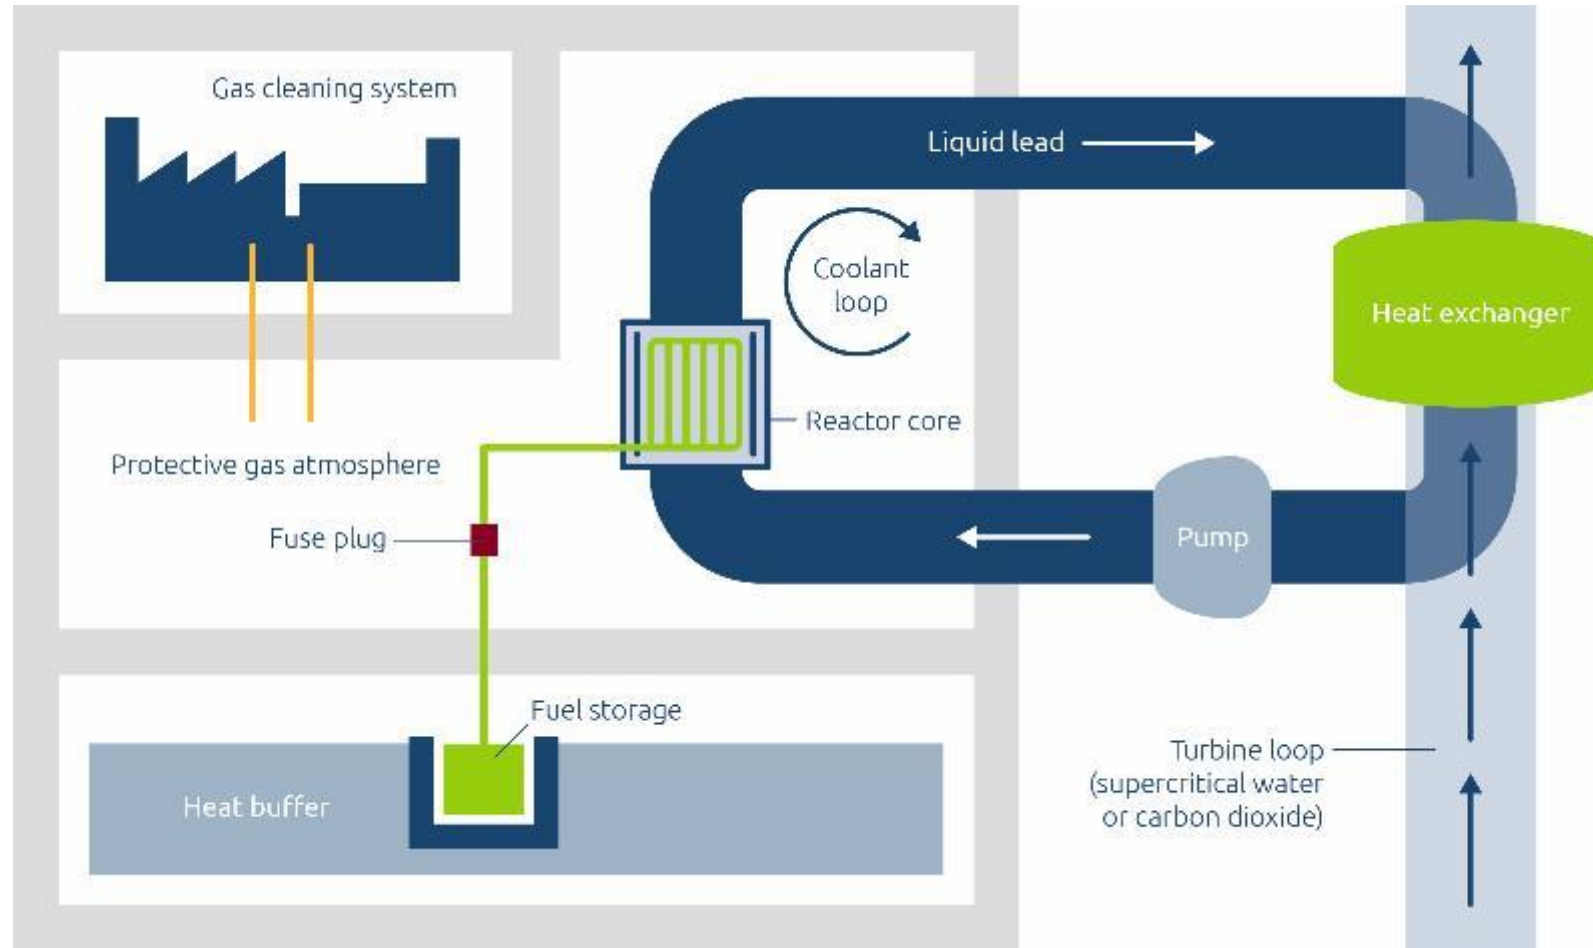 Gas cleaning system
Liquid lead
Coolant
loop
Heat exchanger
Reactor core
Protective gas atmosphere
Fuse plug
Pump
Fuel storage
Heat buffer
Turbine loop
(supercritical water
or carbon dioxide)